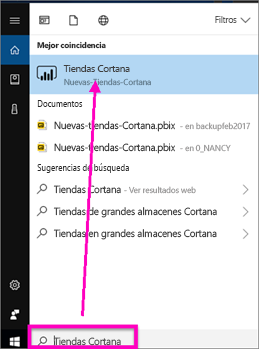 Filtros
Mejor coincidencia
Tiendas Cortana
Nuevas-Tiendas-Cortana
Documentos
Nuevas-tiendas-Cortana.pbix - en backupfeb2017
Nuevas-tiendas-Cortana.pbix - en 0_NANCY
Sugerencias de búsqueda
Tiendas Cortana - Ver resultados web
Tiendas de grandes almacenes Cortana
Tiendas en grandes almacenes Cortana
Tiendas Cortana